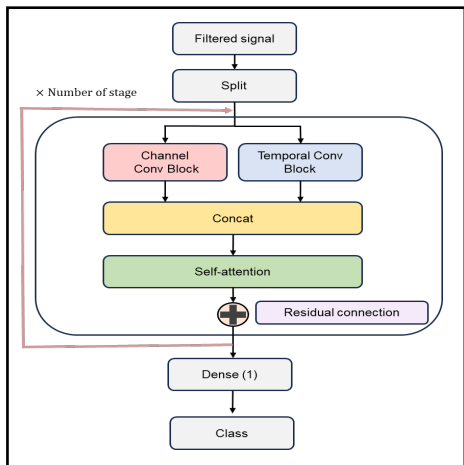 Filtered signal
Split
× Number of stage
Channel
Conv Block
Temporal Conv
Block
Concat
Self-attention
Residual connection
Dense (1)
Class